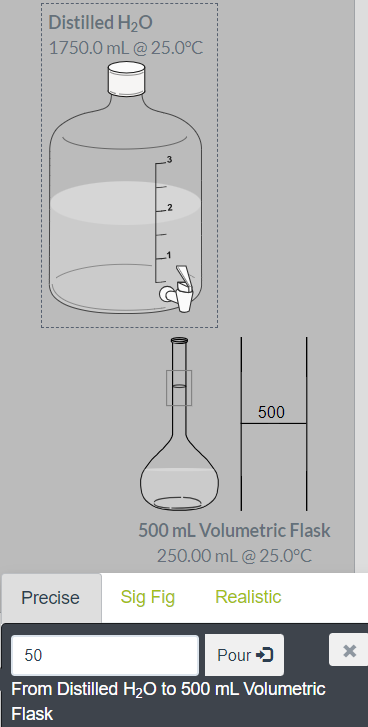 Distilled H₂O
1750.0 mL @ 25.0°C
3
2
1
500
500 mL Volumetric Flask
250.00 mL @ 25.0°C
Precise Sig Fig Realistic
50 Pour ×
From Distilled H₂O to 500 mL Volumetric
Flask